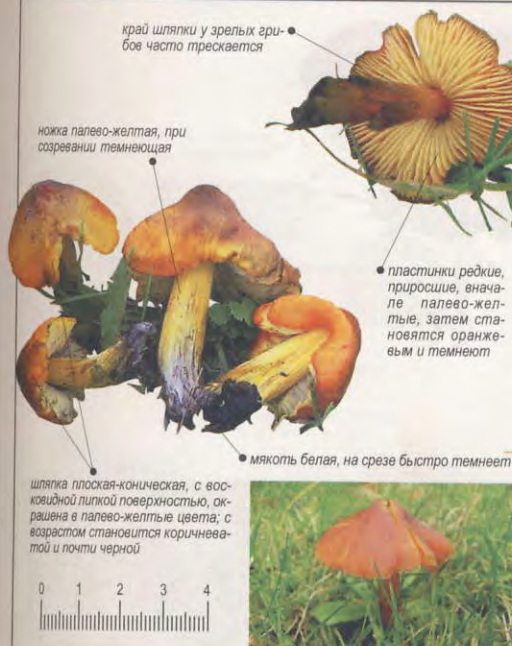 край шляпки у зрелых гри-
бов часто трескается
ножка палево-желтая, при
созревании темнеющая
пластинки редкие,
приросшие, внача-
ле палево-жел-
тые, затем ста-
новятся оранже-
вым и темнеют
мякоть белая, на срезе быстро темнеет
шляпка плоская-коническая, с вос-
ковидной липкой поверхностью, ок-
рашена в палево-желтые цвета; с
возрастом становится коричнева-
той и почти черной
0 1 2 3 4